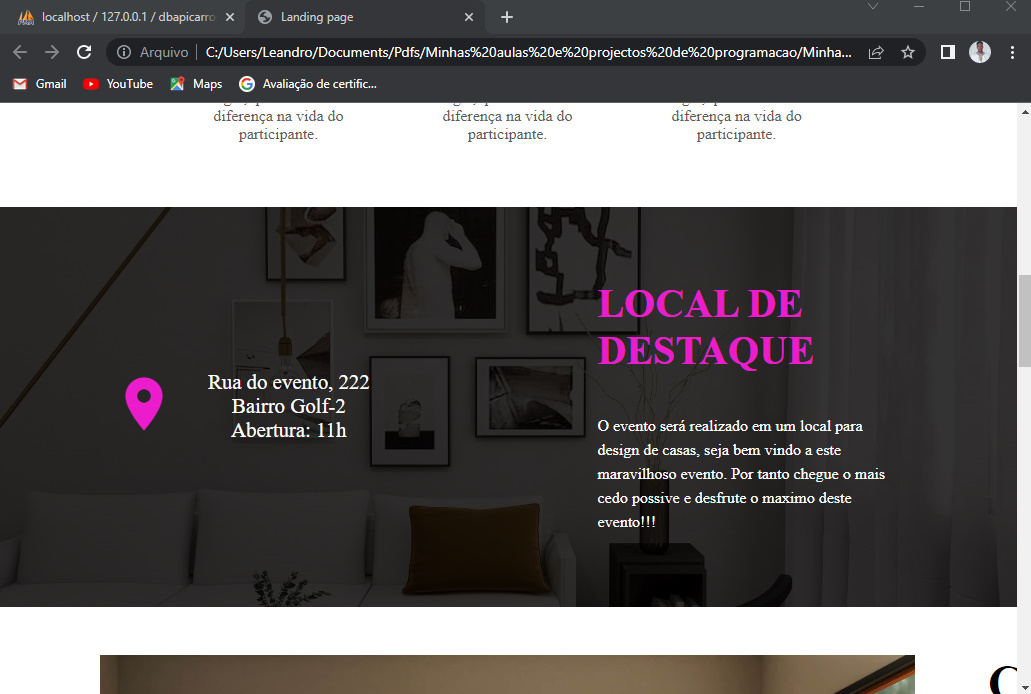 localhost / 127.0.0.1 / dbapicarro
Landing page
Arquivo
C:/Users/Leandro/Documents/Pdfs/Minhas%20aulas%20e%20projectos%20de%20programacao/Minha...
Gmail
YouTube
Maps
Avaliação de certific...
diferença na vida do
participante.
diferença na vida do
participante.
diferença na vida do
participante.
Rua do evento, 222
Bairro Golf-2
Abertura: 11h
LOCAL DE
DESTAQUE
O evento será realizado em um local para
design de casas, seja bem vindo a este
maravilhoso evento. Por tanto chegue o mais
cedo possive e desfrute o maximo deste
evento!!!